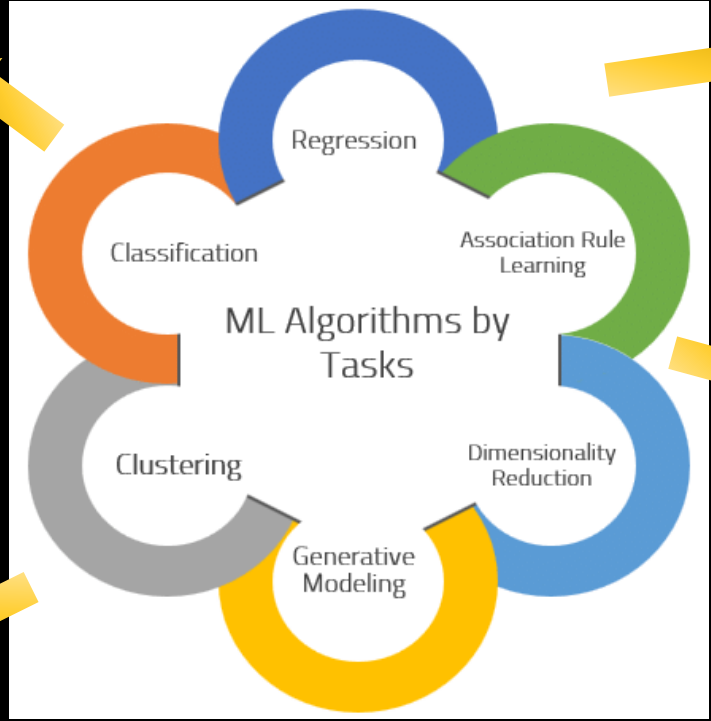 Regression
Association Rule
Learning
Classification
ML Algorithms by
Tasks
Dimensionality
Reduction
Clustering
Generative
Modeling